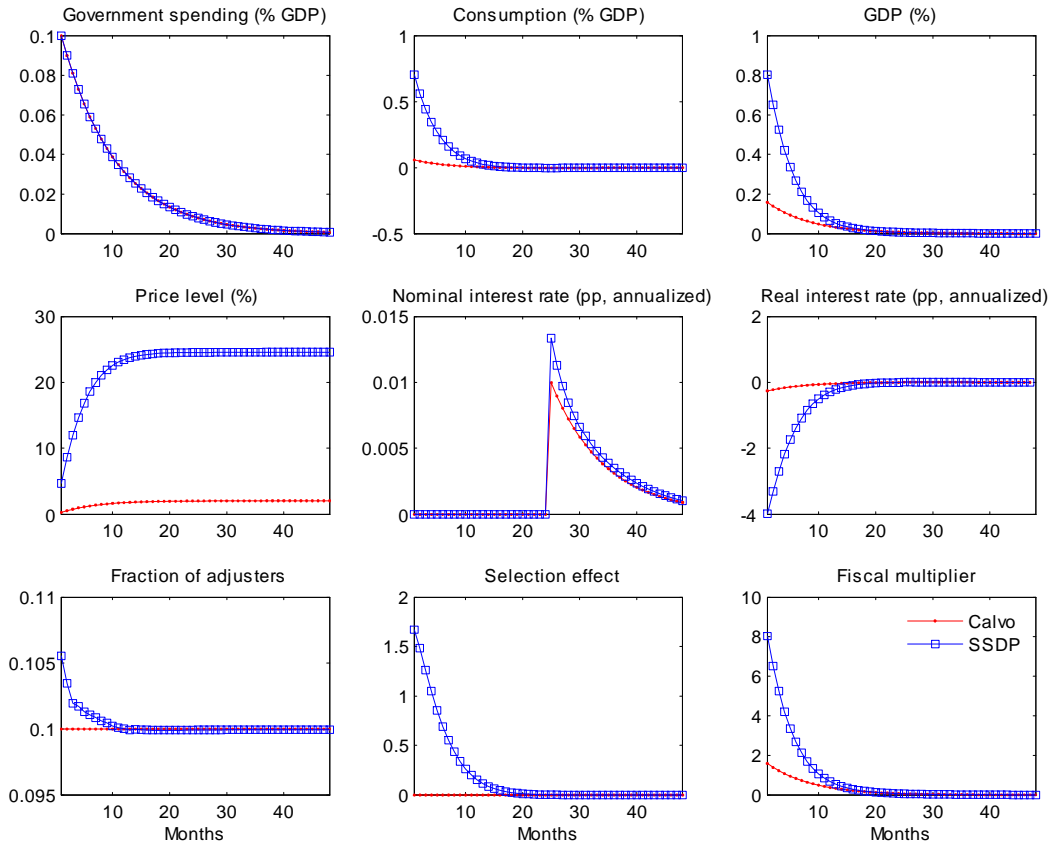 Government spending (% GDP)
Consumption (% GDP)
GDP (%)
0.1
0.08
0.06
0.04
0.02
0
10 20 30 40
1
0.5
0
-0.5
10 20 30 40
1
0.8
0.6
0.4
0.2
0
10 20 30 40
Price level (%)
Nominal interest rate (pp, annualized)
Real interest rate (pp, annualized)
30
20
10
0
10 20 30 40
0.015
0.01
0.005
0
10 20 30 40
2
0
-2
-4
10 20 30 40
Fraction of adjusters
Selection effect
Fiscal multiplier
0.11
0.105
0.1
0.095
10 20 30 40
Months
2
1.5
1
0.5
0
10 20 30 40
Months
10
8
6
4
2
0
Calvo
SSDP
10 20 30 40
Months